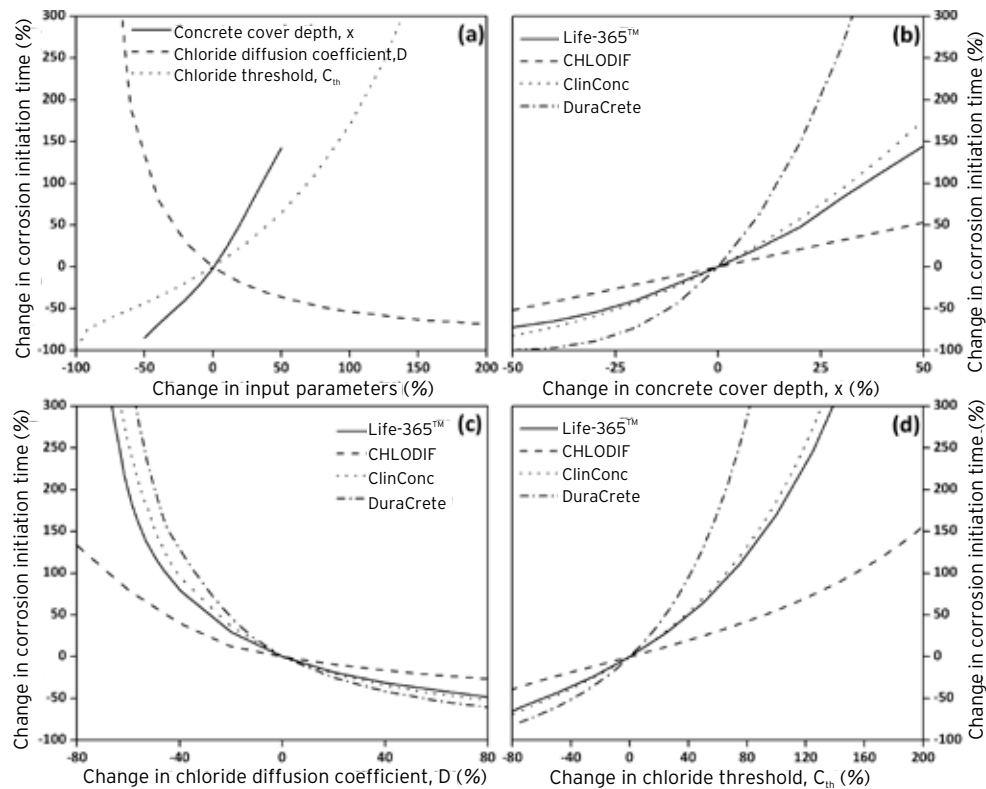 (a)
Concrete cover depth, x
Chloride diffusion coefficient,D
Chloride threshold, Cth
300
250
200
150
100
50
0
-50
-100
Change in corrosion initiation time (%)
-100 -50 0 50 100 150 200
Change in input parameters (%)
(b)
Life-365™
CHLODIF
ClinConc
DuraCrete
300
250
200
150
100
50
0
-50
-100
Change in corrosion initiation time (%)
-50 -25 0 25 50
Change in concrete cover depth, x (%)
(c)
Life-365™
CHLODIF
ClinConc
DuraCrete
300
250
200
150
100
50
0
-50
-100
Change in corrosion initiation time (%)
-80 -40 0 40 80
Change in chloride diffusion coefficient, D (%)
(d)
Life-365™
CHLODIF
ClinConc
DuraCrete
300
250
200
150
100
50
0
-50
-100
Change in corrosion initiation time (%)
-80 -40 0 40 80 120 160 200
Change in chloride threshold, Cth (%)